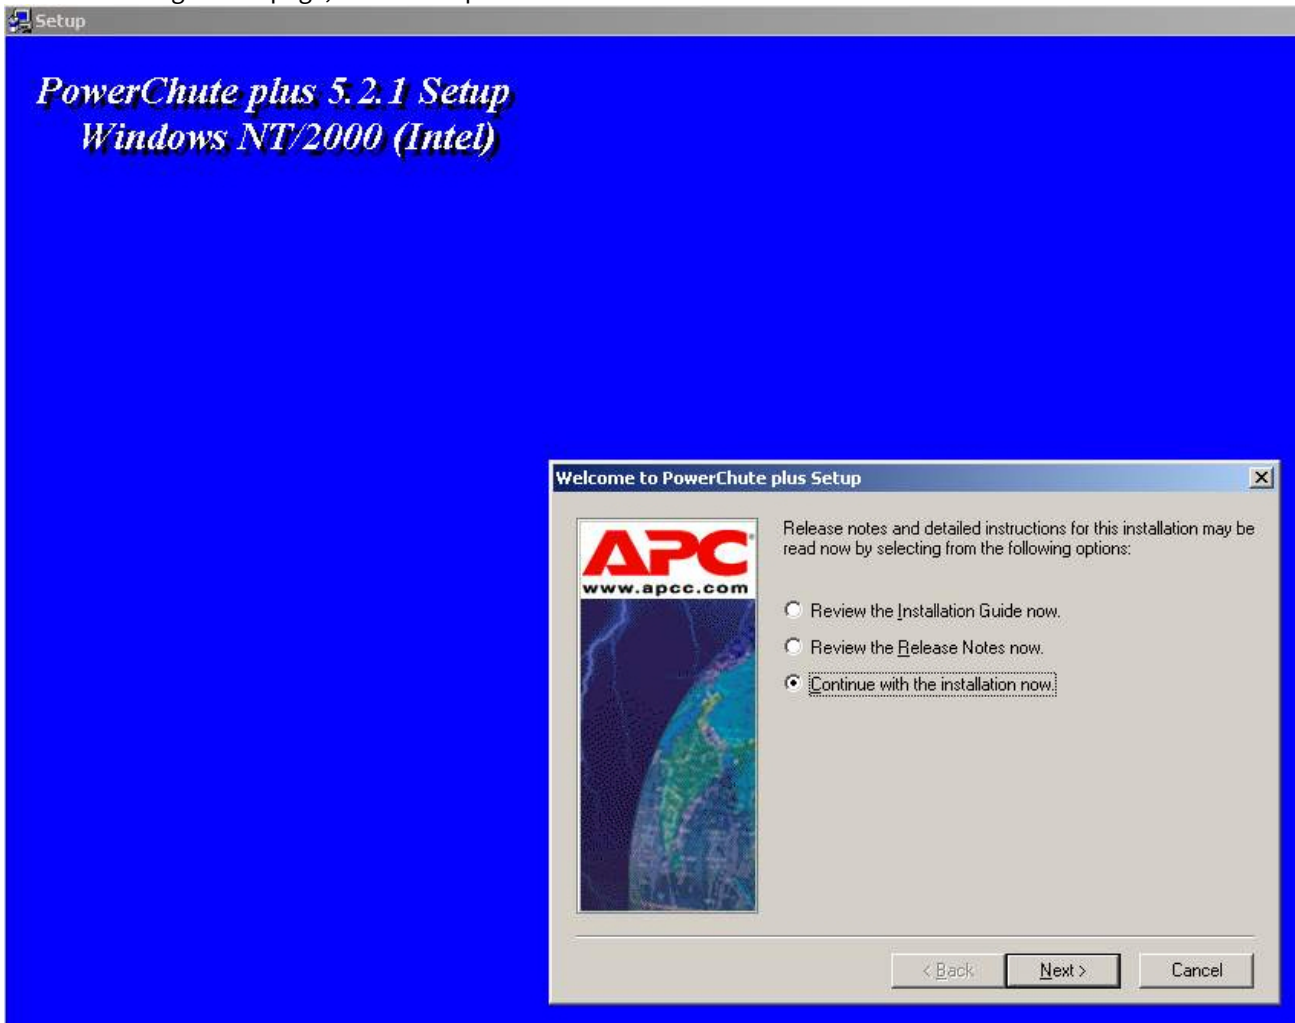 Setup
PowerChute plus 5.2.1 Setup
Windows NT/2000 (Intel)
Welcome to PowerChute plus Setup
APC
www.apcc.com
Release notes and detailed instructions for this installation may be
read now by selecting from the following options:
Review the Installation Guide now.
Review the Release Notes now.
Continue with the installation now.
< Back
Next >
Cancel